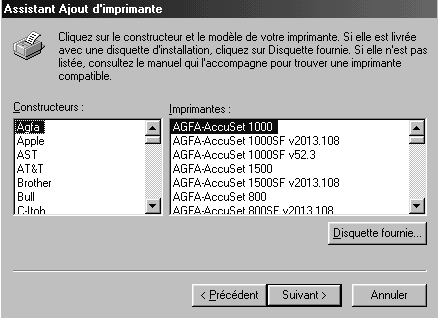 Assistant Ajout d'imprimante
Cliquez sur le constructeur et le modèle de votre imprimante. Si elle est livrée
avec une disquette d'installation, cliquez sur Disquette fournie. Si elle n'est pas
listée, consultez le manuel qui l'accompagne pour trouver une imprimante
compatible.
Constructeurs :
Agfa
Apple
AST
AT&T
Brother
Bull
C-Itoh
Imprimantes :
AGFA-AccuSet 1000
AGFA-AccuSet 1000SF v2013.108
AGFA-AccuSet 1000SF v52.3
AGFA-AccuSet 1500
AGFA-AccuSet 1500SF v2013.108
AGFA-AccuSet 800
AGFA-AccuSet 800SF v2013.108
Disquette fournie...
< Précédent
Suivant >
Annuler